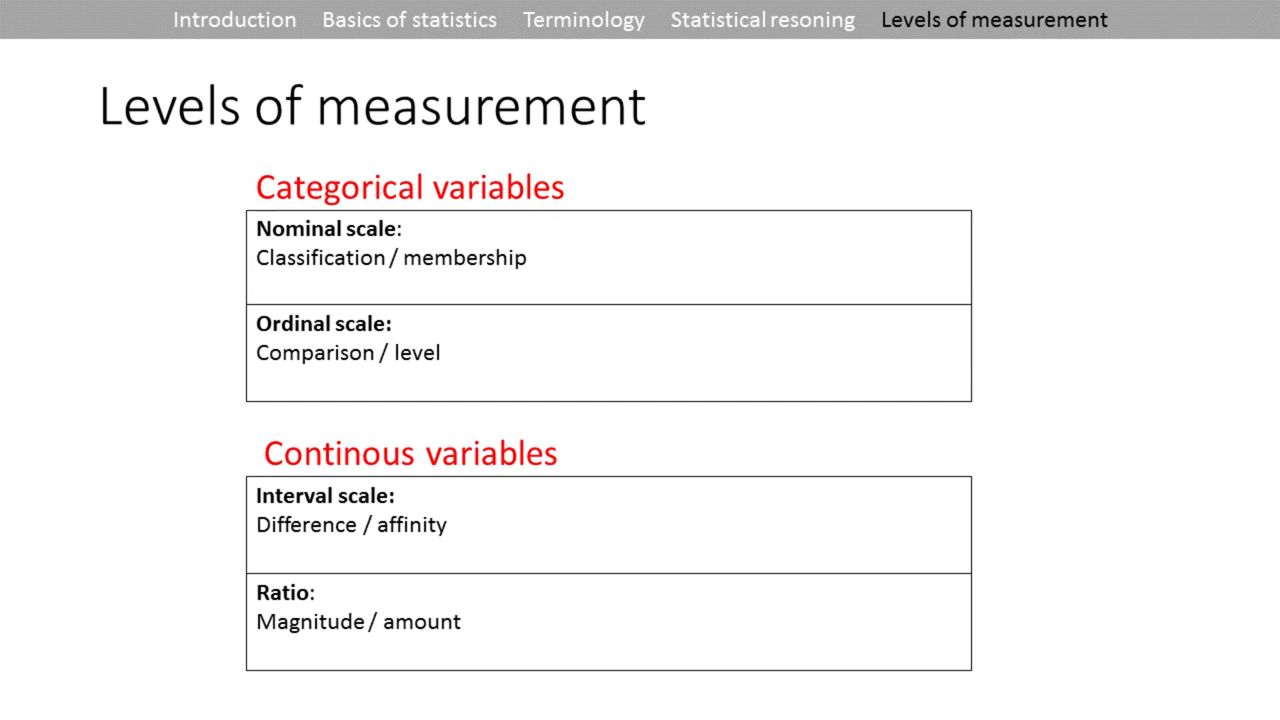 Introduction Basics of statistics Terminology Statistical resoning Levels of measurement
Levels of measurement
Categorical variables
Nominal scale:
Classification / membership
Ordinal scale:
Comparison / level
Continous variables
Interval scale:
Difference / affinity
Ratio:
Magnitude / amount